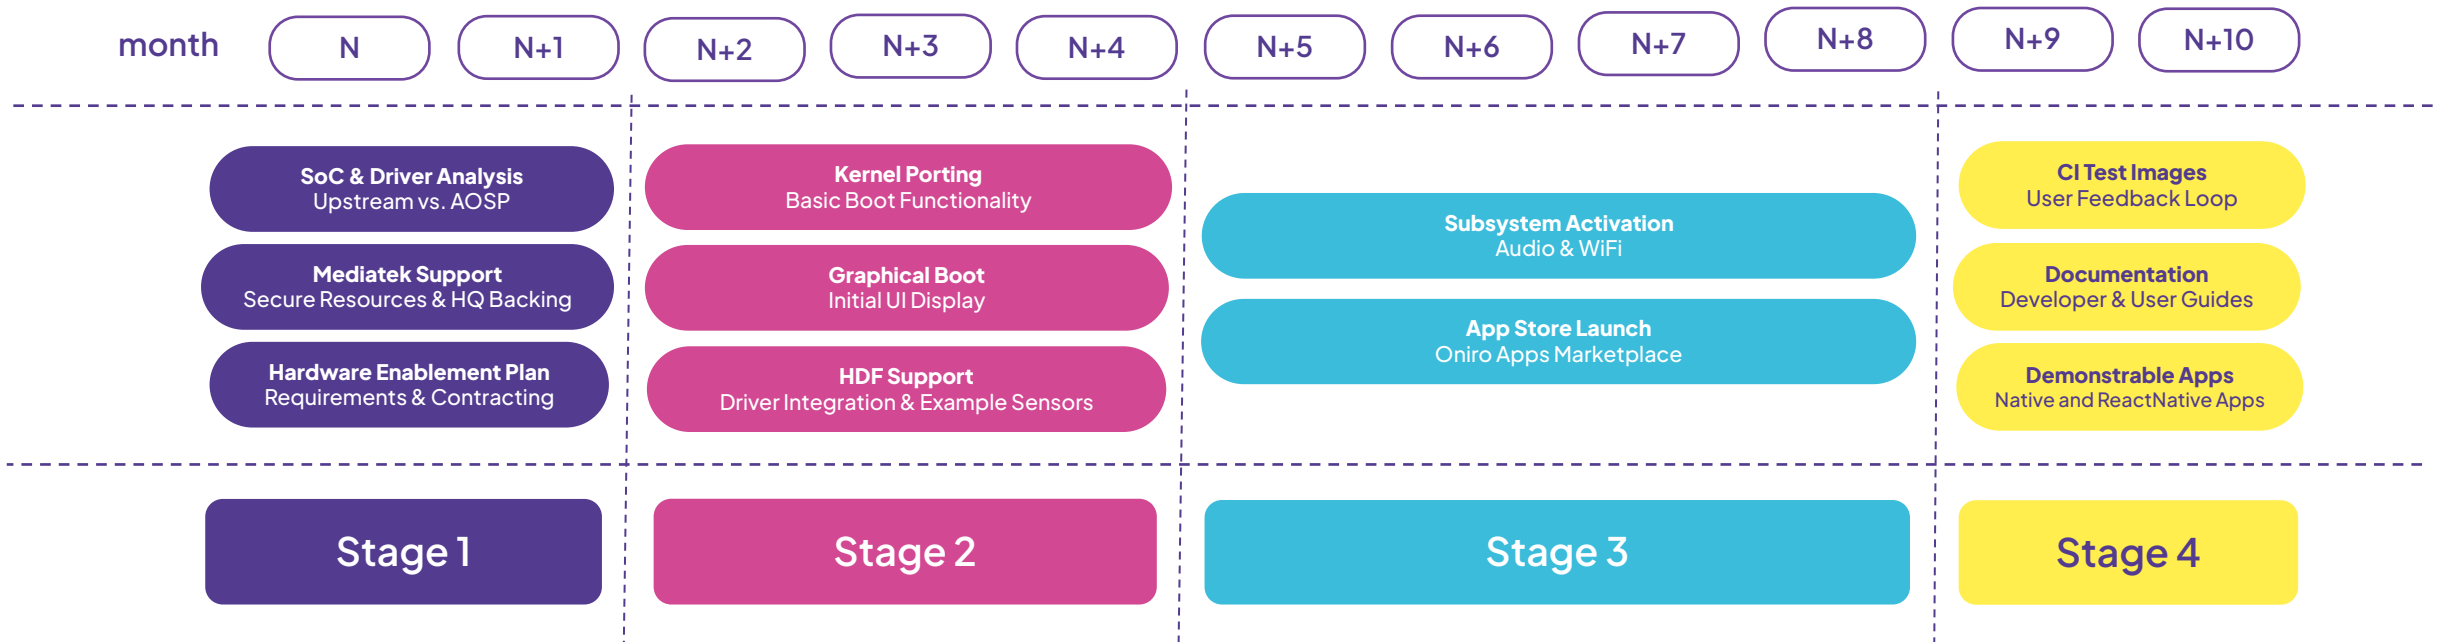 month N N+1 N+2 N+3 N+4 N+5 N+6 N+7 N+8 N+9 N+10
SoC & Driver Analysis
Upstream vs. AOSP
Mediatek Support
Secure Resources & HQ Backing
Hardware Enablement Plan
Requirements & Contracting
Kernel Porting
Basic Boot Functionality
Graphical Boot
Initial UI Display
HDF Support
Driver Integration & Example Sensors
Subsystem Activation
Audio & WiFi
App Store Launch
Oniro Apps Marketplace
CI Test Images
User Feedback Loop
Documentation
Developer & User Guides
Demonstrable Apps
Native and ReactNative Apps
Stage 1
Stage 2
Stage 3
Stage 4